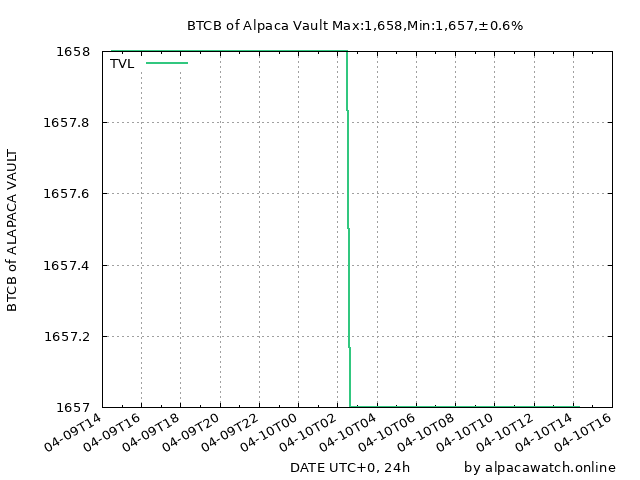 BTCB of Alpaca Vault Max:1,658,Min:1,657,±0.6%
TVL
1658
1657.8
1657.6
1657.4
1657.2
1657
BTCB of ALAPACA VAULT
04-09T14
04-09T16
04-09T18
04-09T20
04-09T22
04-10T00
04-10T02
04-10T04
04-10T06
04-10T08
04-10T10
04-10T12
04-10T14
04-10T16
DATE UTC+0, 24h
by alpacawatch.online